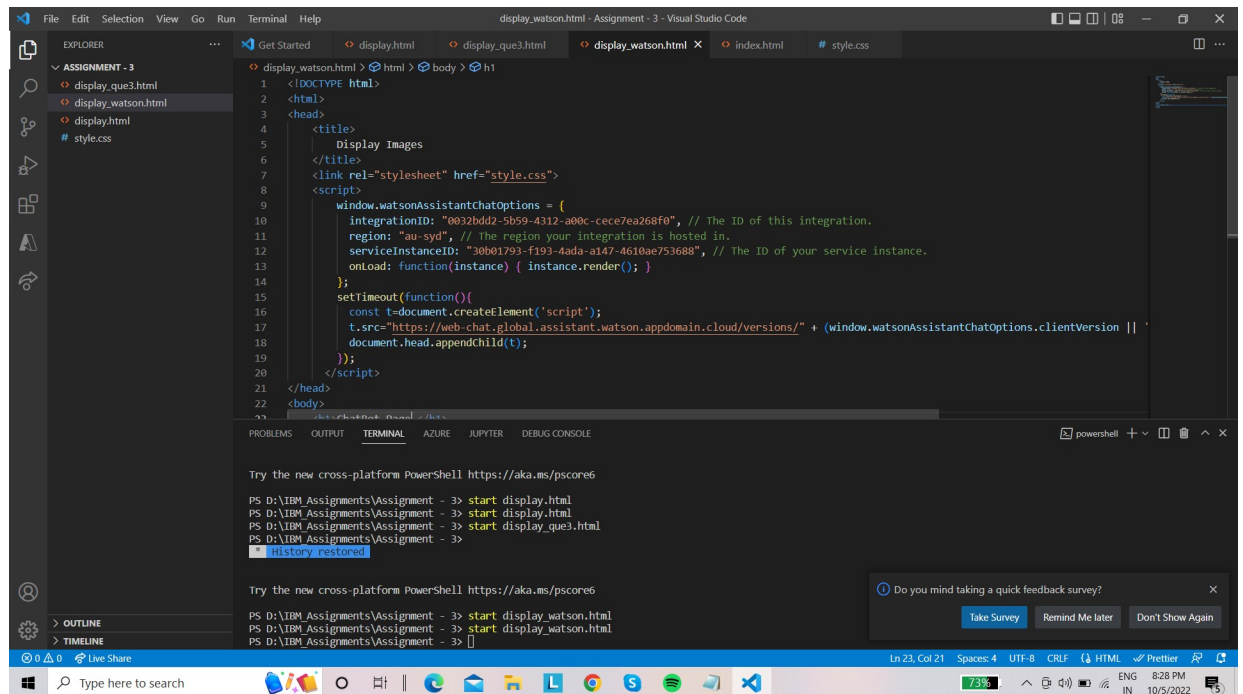 File Edit Selection View Go Run Terminal Help display_watson.html - Assignment - 3 - Visual Studio Code
EXPLORER ...
Get Started display.html display_que3.html display_watson.html index.html # style.css
ASSIGNMENT - 3
display_que3.html
display_watson.html
display.html
# style.css
display_watson.html > html > body > h1
1 <!DOCTYPE html>
2 <html>
3 <head>
4 <title>
5 Display Images
6 </title>
7 <link rel="stylesheet" href="style.css">
8 <script>
9 window.watsonAssistantChatOptions = {
10 integrationID: "0032bdd2-5b59-4312-a00c-cece7ea268f0", // The ID of this integration.
11 region: "au-syd", // The region your integration is hosted in.
12 serviceInstanceID: "30b01793-f193-4ada-a147-4610ae753688", // The ID of your service instance.
13 onLoad: function(instance) { instance.render(); }
14 };
15 setTimeout(function(){
16 const t=document.createElement('script');
17 t.src="https://web-chat.global.assistant.watson.appdomain.cloud/versions/" + (window.watsonAssistantChatOptions.clientVersion || '
18 document.head.appendChild(t);
19 });
20 </script>
21 </head>
22 <body>
23 <h1>ChatBot Page </h1>
PROBLEMS OUTPUT TERMINAL AZURE JUPYTER DEBUG CONSOLE powershell
Try the new cross-platform PowerShell https://aka.ms/pscore6
PS D:\IBM_Assignments\Assignment - 3> start display.html
PS D:\IBM_Assignments\Assignment - 3> start display.html
PS D:\IBM_Assignments\Assignment - 3> start display_que3.html
PS D:\IBM_Assignments\Assignment - 3>
* History restored
Try the new cross-platform PowerShell https://aka.ms/pscore6
PS D:\IBM_Assignments\Assignment - 3> start display_watson.html
PS D:\IBM_Assignments\Assignment - 3> start display_watson.html
PS D:\IBM_Assignments\Assignment - 3>
Do you mind taking a quick feedback survey?
Take Survey Remind Me later Don't Show Again
OUTLINE
TIMELINE
0 0 Live Share Ln 23, Col 21 Spaces: 4 UTF-8 CRLF HTML Prettier
Type here to search 73% ENG 8:28 PM
IN 10/5/2022 5